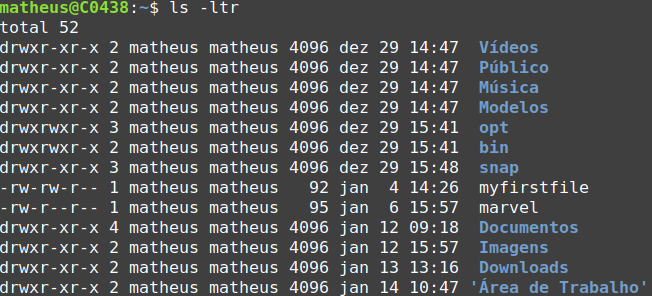 matheus@C0438:~$ ls -ltr
total 52
drwxr-xr-x 2 matheus matheus 4096 dez 29 14:47  Vídeos
drwxr-xr-x 2 matheus matheus 4096 dez 29 14:47  Público
drwxr-xr-x 2 matheus matheus 4096 dez 29 14:47  Música
drwxr-xr-x 2 matheus matheus 4096 dez 29 14:47  Modelos
drwxrwxr-x 3 matheus matheus 4096 dez 29 15:41  opt
drwxrwxr-x 2 matheus matheus 4096 dez 29 15:41  bin
drwxr-xr-x 3 matheus matheus 4096 dez 29 15:48  snap
-rw-rw-r-- 1 matheus matheus   92 jan  4 14:26  myfirstfile
-rw-r--r-- 1 matheus matheus   95 jan  6 15:57  marvel
drwxr-xr-x 4 matheus matheus 4096 jan 12 09:18  Documentos
drwxr-xr-x 2 matheus matheus 4096 jan 12 15:57  Imagens
drwxr-xr-x 2 matheus matheus 4096 jan 13 13:16  Downloads
drwxr-xr-x 2 matheus matheus 4096 jan 14 10:47 'Área de Trabalho'